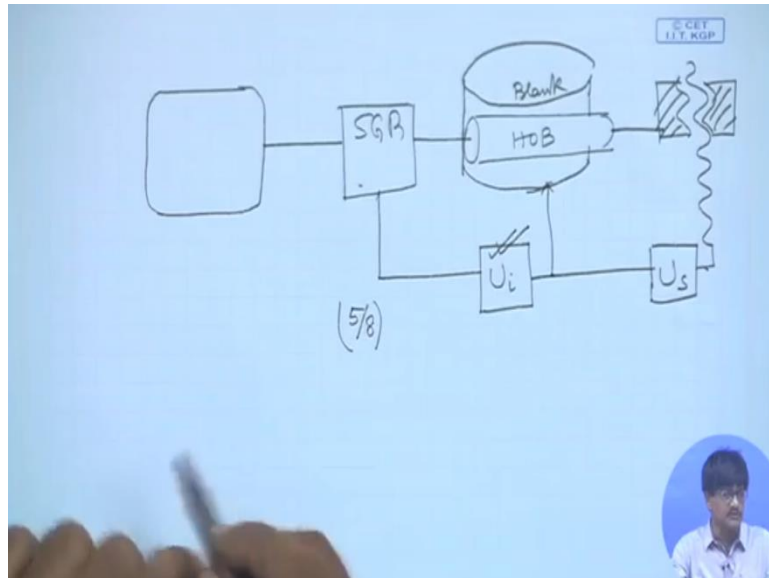 © CET
I.I.T. KGP
SGB
Blank
HOB
Ui
Us
(5/8)